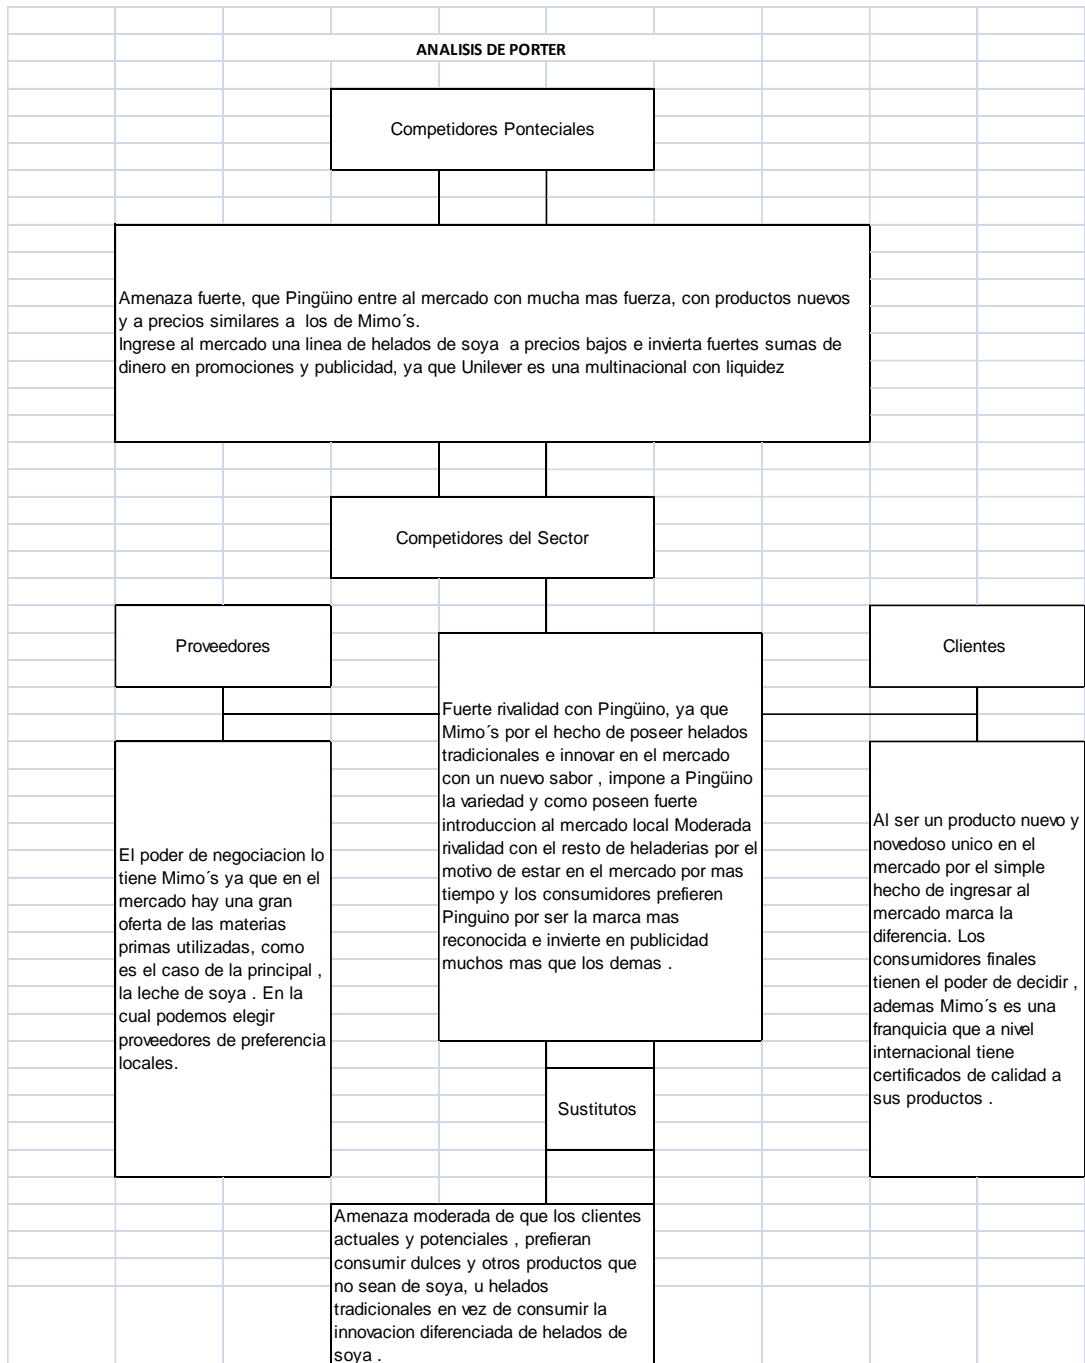 ANALISIS DE PORTER
Competidores Ponteciales
Amenaza fuerte, que Pingüino entre al mercado con mucha mas fuerza, con productos nuevos
y a precios similares a  los de Mimo´s.
Ingrese al mercado una linea de helados de soya  a precios bajos e invierta fuertes sumas de
dinero en promociones y publicidad, ya que Unilever es una multinacional con liquidez
Competidores del Sector
Proveedores
Clientes
Fuerte rivalidad con Pingüino, ya que
Mimo´s por el hecho de poseer helados
tradicionales e innovar en el mercado
con un nuevo sabor , impone a Pingüino
la variedad y como poseen fuerte
introduccion al mercado local Moderada
rivalidad con el resto de heladerias por el
motivo de estar en el mercado por mas
tiempo y los consumidores prefieren
Pinguino por ser la marca mas
reconocida e invierte en publicidad
muchos mas que los demas .
El poder de negociacion lo
tiene Mimo´s ya que en el
mercado hay una gran
oferta de las materias
primas utilizadas, como
es el caso de la principal ,
la leche de soya . En la
cual podemos elegir
proveedores de preferencia
locales.
Al ser un producto nuevo y
novedoso unico en el
mercado por el simple
hecho de ingresar al
mercado marca la
diferencia. Los
consumidores finales
tienen el poder de decidir ,
ademas Mimo´s es una
franquicia que a nivel
internacional tiene
certificados de calidad a
sus productos .
Sustitutos
Amenaza moderada de que los clientes
actuales y potenciales , prefieran
consumir dulces y otros productos que
no sean de soya, u helados
tradicionales en vez de consumir la
innovacion diferenciada de helados de
soya .